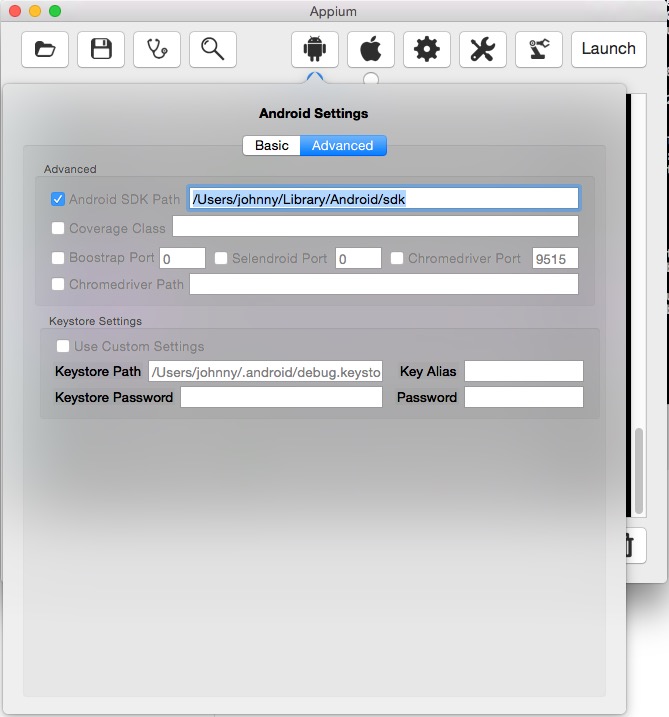 Appium
Launch
Android Settings
Basic Advanced
Advanced
Android SDK Path /Users/johnny/Library/Android/sdk
Coverage Class
Boostrap Port 0 Selendroid Port 0 Chromedriver Port 9515
Chromedriver Path
Keystore Settings
Use Custom Settings
Keystore Path /Users/johnny/.android/debug.keysto Key Alias
Keystore Password Password